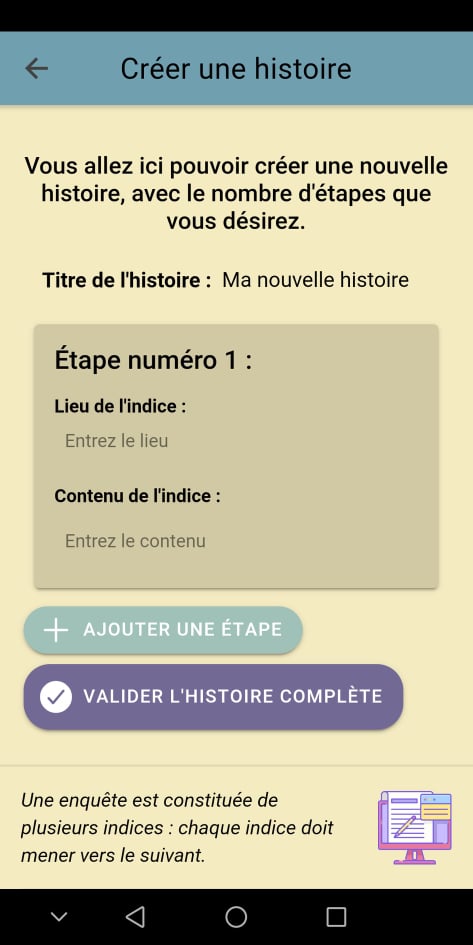 Créer une histoire
Vous allez ici pouvoir créer une nouvelle
histoire, avec le nombre d'étapes que
vous désirez.
Titre de l'histoire : Ma nouvelle histoire
Étape numéro 1 :
Lieu de l'indice :
Entrez le lieu
Contenu de l'indice :
Entrez le contenu
AJOUTER UNE ÉTAPE
VALIDER L'HISTOIRE COMPLÈTE
Une enquête est constituée de
plusieurs indices : chaque indice doit
mener vers le suivant.